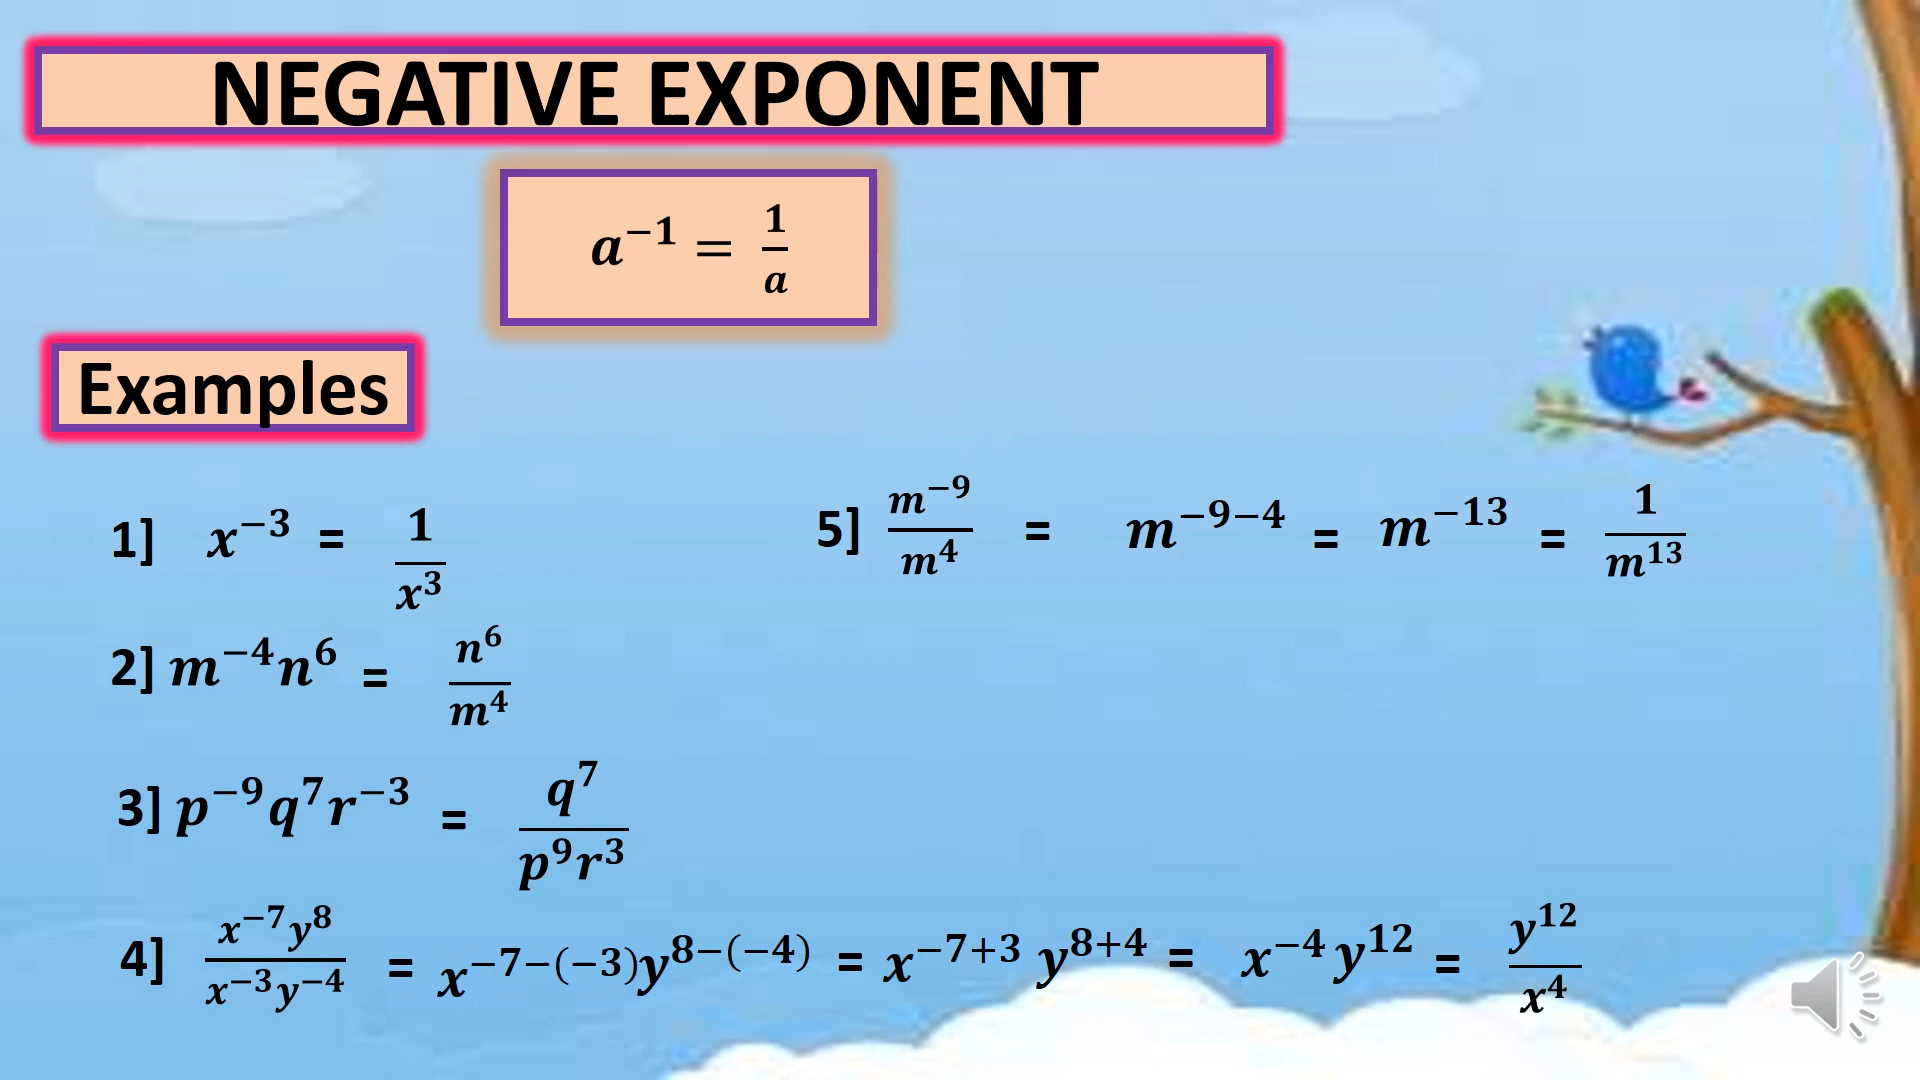 NEGATIVE EXPONENT
a⁻¹ = 1/a
Examples
1] x⁻³ = 1/x³
2] m⁻⁴n⁶ = n⁶/m⁴
3] p⁻⁹q⁷r⁻³ = q⁷/p⁹r³
4] x⁻⁷y⁸/x⁻³y⁻⁴ = x⁻⁷⁻⁽⁻³⁾y⁸⁻⁽⁻⁴⁾ = x⁻⁷⁺³ y⁸⁺⁴ = x⁻⁴y¹² = y¹²/x⁴
5] m⁻⁹/m⁴ = m⁻⁹⁻⁴ = m⁻¹³ = 1/m¹³